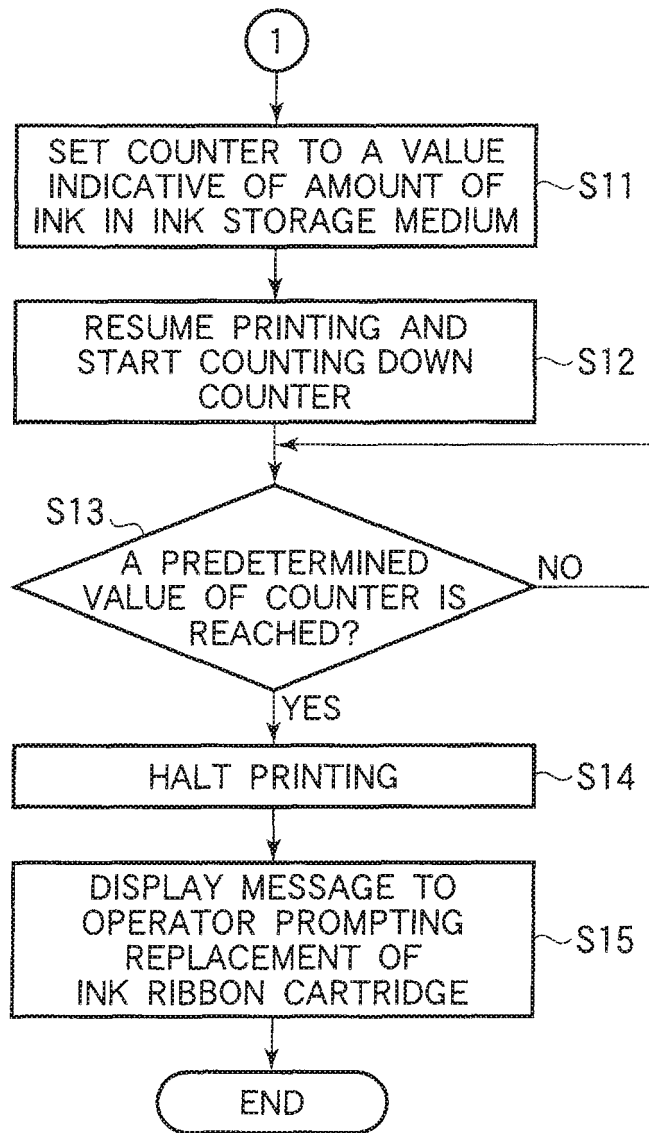 1
SET COUNTER TO A VALUE
INDICATIVE OF AMOUNT OF
INK IN INK STORAGE MEDIUM
S11
RESUME PRINTING AND
START COUNTING DOWN
COUNTER
S12
S13
A PREDETERMINED
VALUE OF COUNTER IS
REACHED?
NO
YES
HALT PRINTING
S14
DISPLAY MESSAGE TO
OPERATOR PROMPTING
REPLACEMENT OF
INK RIBBON CARTRIDGE
S15
END